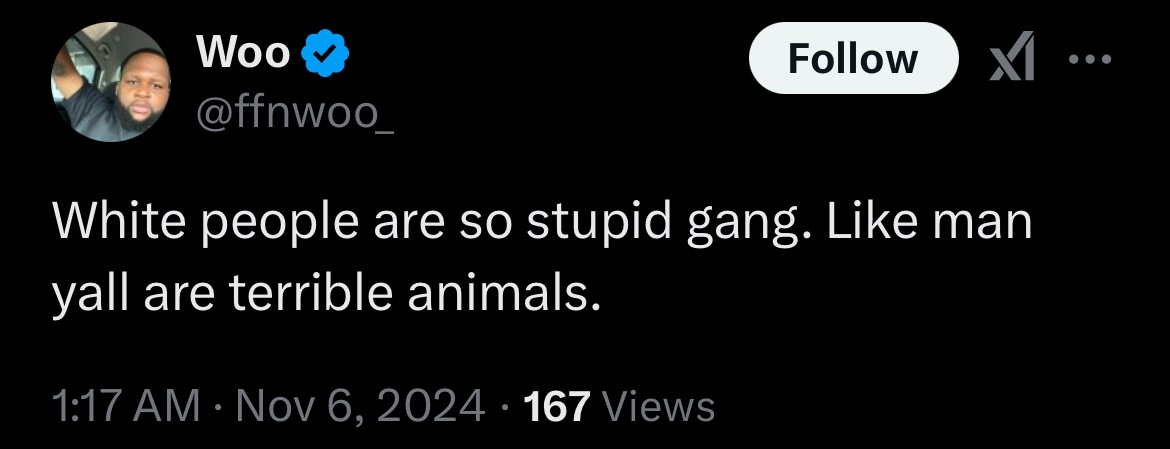 Woo
@ffnwoo_
Follow
White people are so stupid gang. Like man
yall are terrible animals.
1:17 AM · Nov 6, 2024 · 167 Views